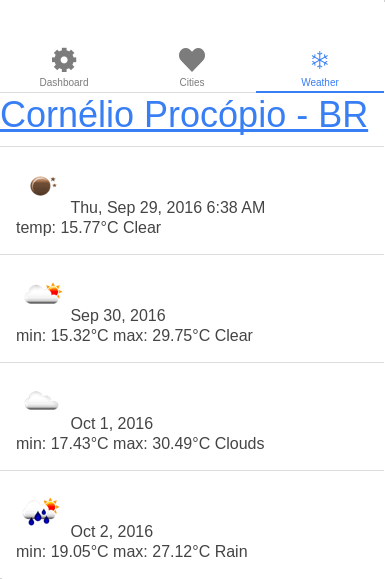 Dashboard
Cities
Weather
Cornélio Procópio - BR
Thu, Sep 29, 2016 6:38 AM
temp: 15.77°C Clear
Sep 30, 2016
min: 15.32°C max: 29.75°C Clear
Oct 1, 2016
min: 17.43°C max: 30.49°C Clouds
Oct 2, 2016
min: 19.05°C max: 27.12°C Rain